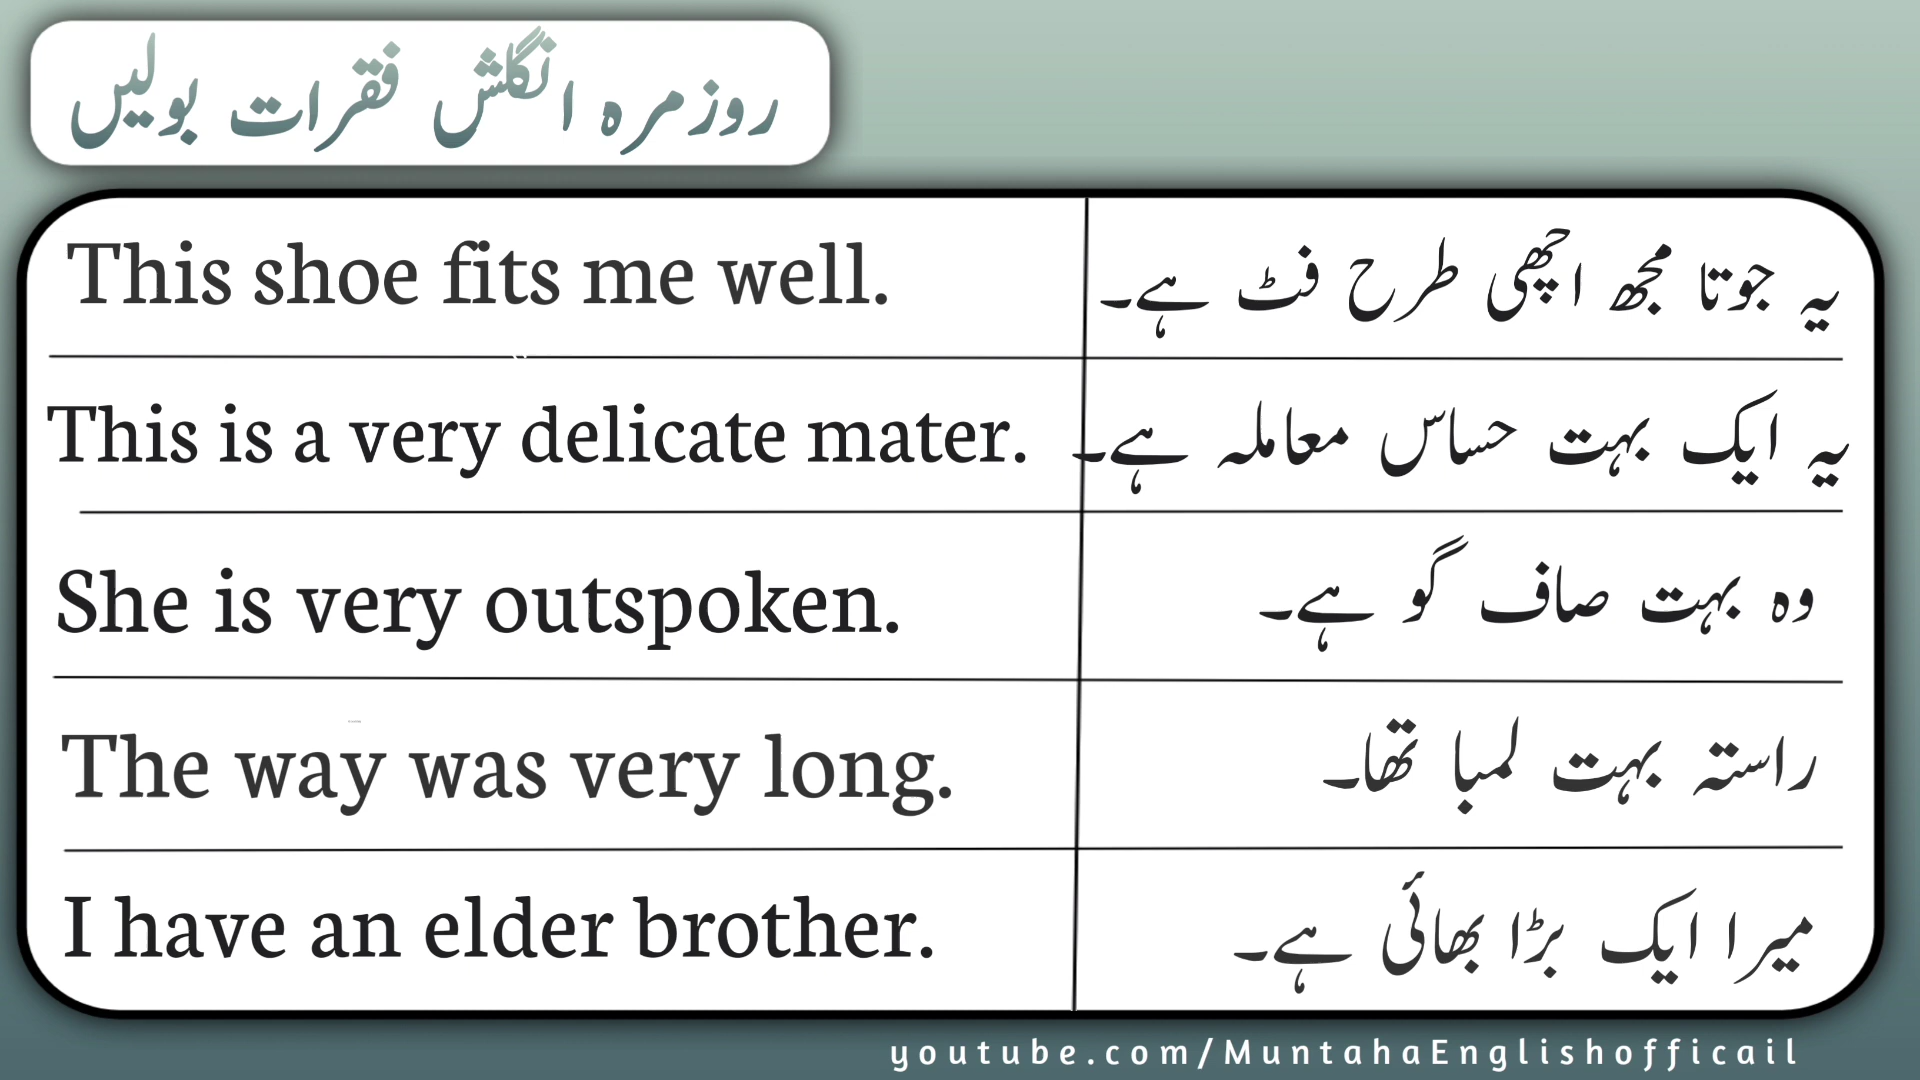 روزمرہ انگلش فقرات بولیں
This shoe fits me well.
یہ جوتا مجھ اچھی طرح فٹ ہے۔
This is a very delicate mater.
یہ ایک بہت حساس معاملہ ہے۔
She is very outspoken.
وہ بہت صاف گو ہے۔
The way was very long.
راستہ بہت لمبا تھا۔
I have an elder brother.
میرا ایک بڑا بھائی ہے۔
youtube.com/MuntahaEnglishofficail